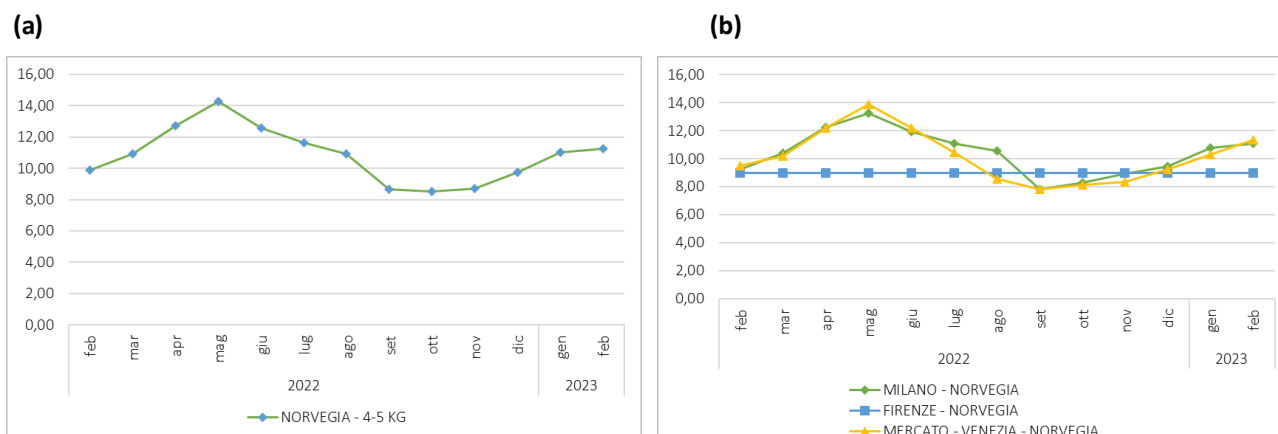 (a)
16,00
14,00
12,00
10,00
8,00
6,00
4,00
2,00
0,00
feb mar apr mag giu lug ago set ott nov dic gen feb
2022 2023
NORVEGIA - 4-5 KG
(b)
16,00
14,00
12,00
10,00
8,00
6,00
4,00
2,00
0,00
feb mar apr mag giu lug ago set ott nov dic gen feb
2022 2023
MILANO - NORVEGIA
FIRENZE - NORVEGIA
MERCATO - VENEZIA - NORVEGIA